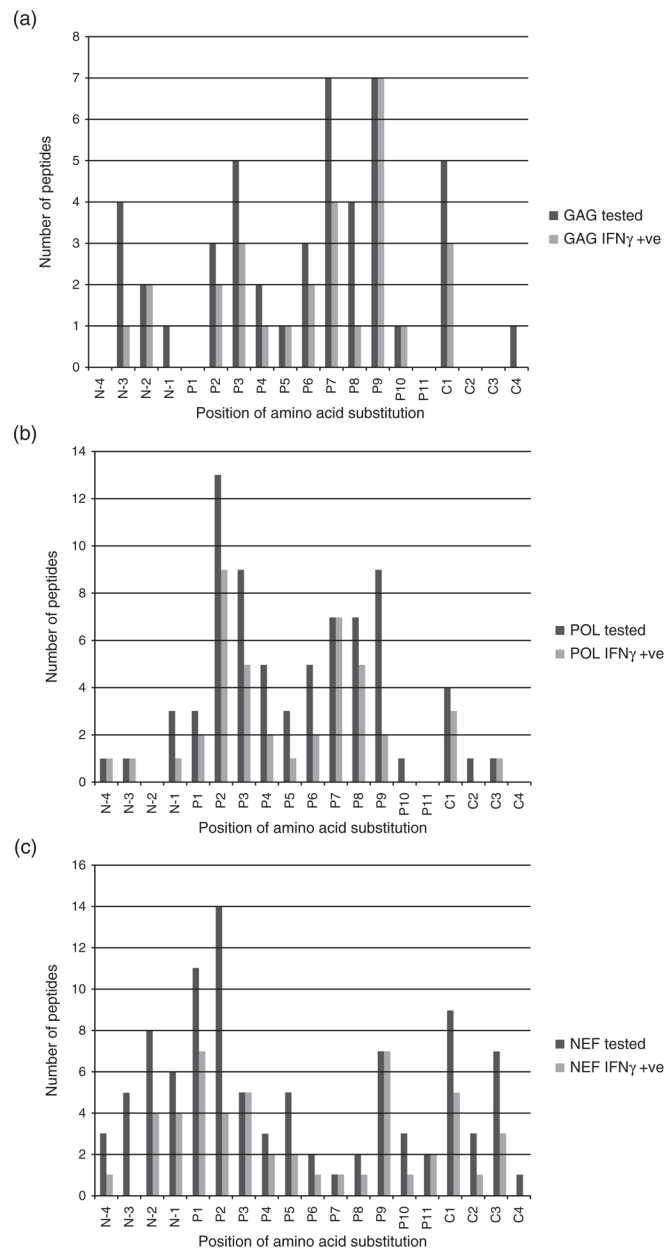 (a)
8
7
6
5
4
3
2
1
0
Number of peptides
N-4 N-3 N-2 N-1 P1 P2 P3 P4 P5 P6 P7 P8 P9 P10 P11 C1 C2 C3 C4
Position of amino acid substitution
GAG tested
GAG IFNγ +ve
(b)
14
12
10
8
6
4
2
0
Number of peptides
N-4 N-3 N-2 N-1 P1 P2 P3 P4 P5 P6 P7 P8 P9 P10 P11 C1 C2 C3 C4
Position of amino acid substitution
POL tested
POL IFNγ +ve
(c)
16
14
12
10
8
6
4
2
0
Number of peptides
N-4 N-3 N-2 N-1 P1 P2 P3 P4 P5 P6 P7 P8 P9 P10 P11 C1 C2 C3 C4
Position of amino acid substitution
NEF tested
NEF IFNγ +ve